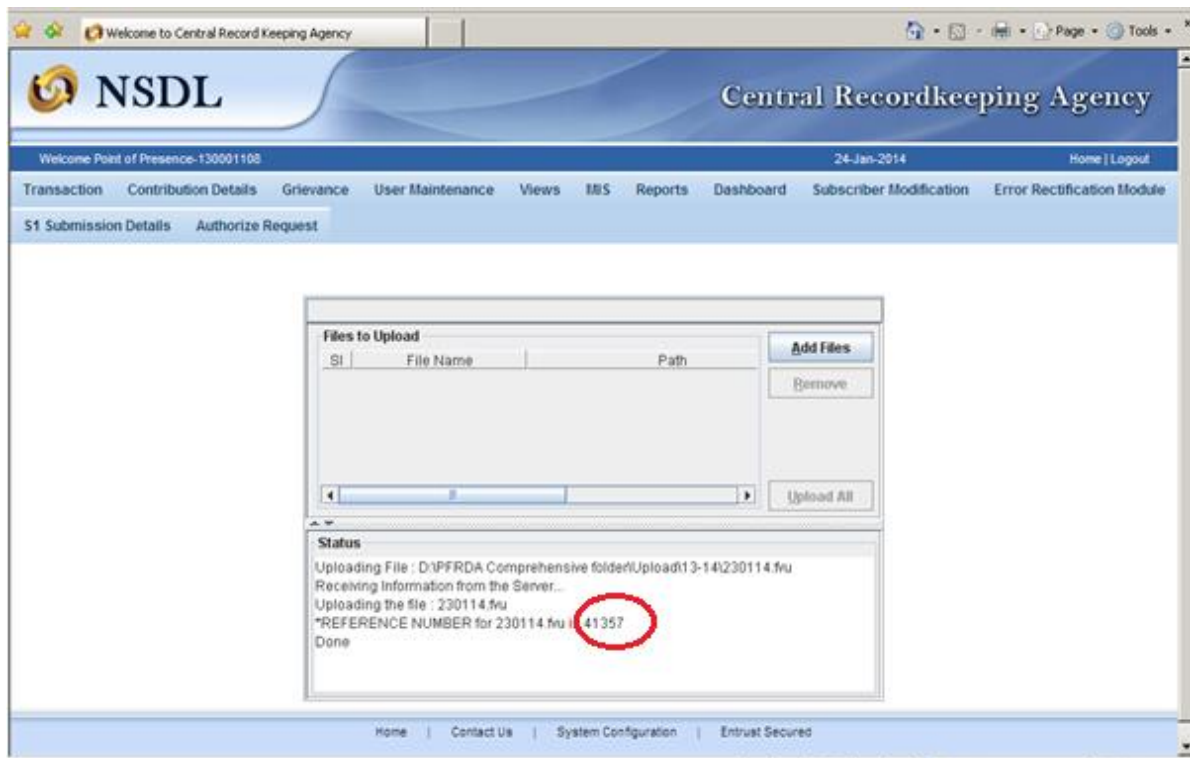 Welcome to Central Record Keeping Agency
Page
Tools
NSDL
Central Recordkeeping Agency
Welcome Point of Presence-130001108 24-Jan-2014 Home | Logout
Transaction Contribution Details Grievance User Maintenance Views MIS Reports Dashboard Subscriber Modification Error Rectification Module
S1 Submission Details Authorize Request
Files to Upload
Sl File Name Path
Add Files
Remove
Upload All
Status
Uploading File : D:\PFRDA Comprehensive folder\Upload\13-14\230114.fvu
Receiving Information from the Server...
Uploading the file : 230114.fvu
*REFERENCE NUMBER for 230114.fvu 41357
Done
Home | Contact Us | System Configuration | Entrust Secured